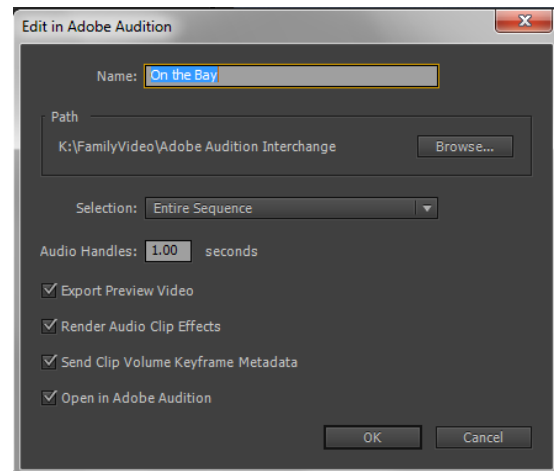 Edit in Adobe Audition
Name: On the Bay
Path
K:\FamilyVideo\Adobe Audition Interchange Browse...
Selection: Entire Sequence
Audio Handles: 1.00 seconds
Export Preview Video
Render Audio Clip Effects
Send Clip Volume Keyframe Metadata
Open in Adobe Audition
OK Cancel